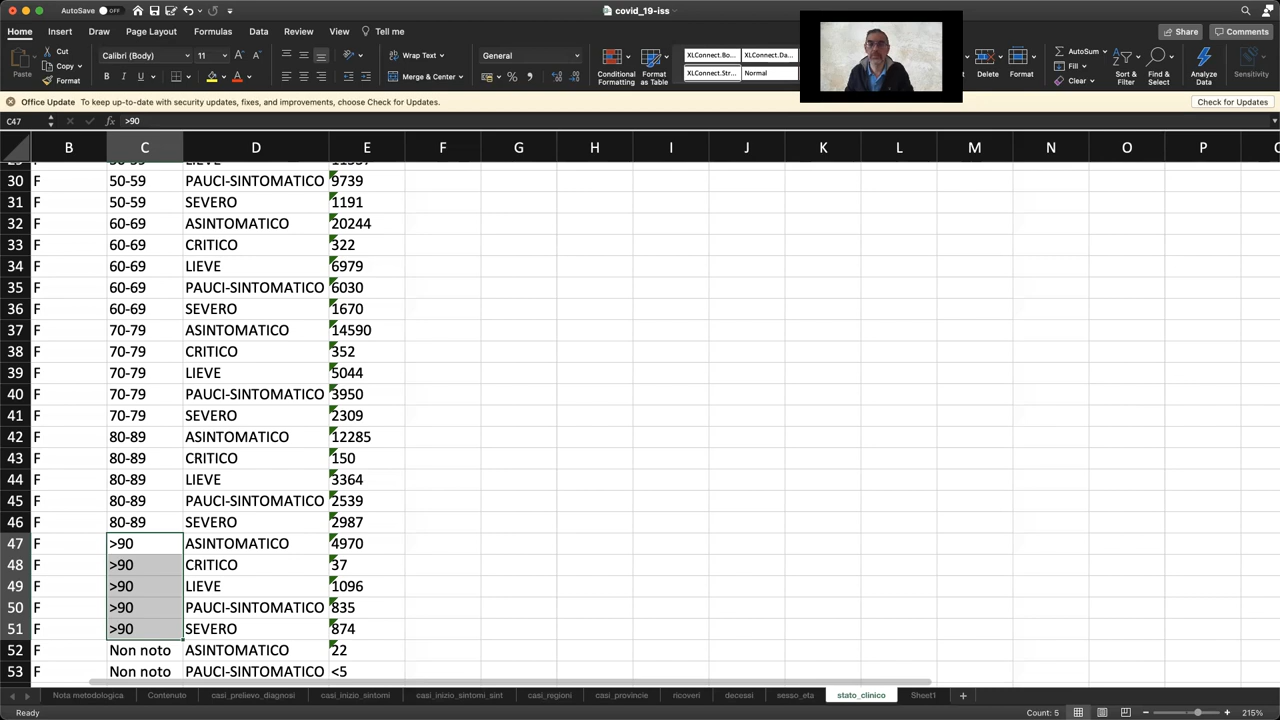 AutoSave OFF covid_19-iss
Home Insert Draw Page Layout Formulas Data Review View Tell me Share Comments
Paste Cut Copy Format Calibri (Body) 11 B I U A A Wrap Text Merge & Center General % Conditional Formatting Format as Table XLConnect.Bo... XLConnect.Da... XLConnect.Str... Normal Delete Format AutoSum Fill Clear Sort & Filter Find & Select Analyze Data Sensitivity
Office Update To keep up-to-date with security updates, fixes, and improvements, choose Check for Updates. Check for Updates
C47 fx >90
B C D E F G H I J K L M N O P
30 F 50-59 PAUCI-SINTOMATICO 9739
31 F 50-59 SEVERO 1191
32 F 60-69 ASINTOMATICO 20244
33 F 60-69 CRITICO 322
34 F 60-69 LIEVE 6979
35 F 60-69 PAUCI-SINTOMATICO 6030
36 F 60-69 SEVERO 1670
37 F 70-79 ASINTOMATICO 14590
38 F 70-79 CRITICO 352
39 F 70-79 LIEVE 5044
40 F 70-79 PAUCI-SINTOMATICO 3950
41 F 70-79 SEVERO 2309
42 F 80-89 ASINTOMATICO 12285
43 F 80-89 CRITICO 150
44 F 80-89 LIEVE 3364
45 F 80-89 PAUCI-SINTOMATICO 2539
46 F 80-89 SEVERO 2987
47 F >90 ASINTOMATICO 4970
48 F >90 CRITICO 37
49 F >90 LIEVE 1096
50 F >90 PAUCI-SINTOMATICO 835
51 F >90 SEVERO 874
52 F Non noto ASINTOMATICO 22
53 F Non noto PAUCI-SINTOMATICO <5
Nota metodologica Contenuto casi_prelievo_diagnosi casi_inizio_sintomi casi_inizio_sintomi_sint casi_regioni casi_provincie ricoveri decessi sesso_eta stato_clinico Sheet1
Ready Count: 5 215%